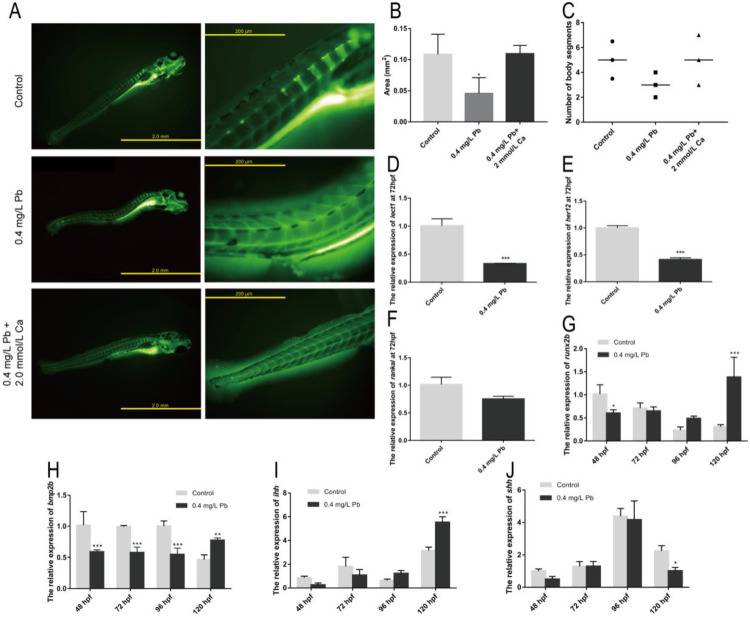 A
Control
200 µm
2.0 mm
0.4 mg/L Pb
200 µm
2.0 mm
0.4 mg/L Pb +
2.0 mmol/L Ca
200 µm
2.0 mm
B
Area (mm²)
0.15
0.10
0.05
0.00
*
Control
0.4 mg/L Pb
0.4 mg/L Pb+
2 mmol/L Ca
C
Number of body segments
8
6
4
2
0
Control
0.4 mg/L Pb
0.4 mg/L Pb+
2 mmol/L Ca
D
The relative expression of lect1 at 72hpf
1.5
1.0
0.5
0.0
***
Control
0.4 mg/L Pb
E
The relative expression of her12 at 72hpf
1.5
1.0
0.5
0.0
***
Control
0.4 mg/L Pb
F
The relative expression of rankal at 72hpf
1.5
1.0
0.5
0.0
Control
0.4 mg/L Pb
G
The relative expression of runx2b
2.0
1.5
1.0
0.5
0.0
Control
0.4 mg/L Pb
*
***
48 hpf
72 hpf
96 hpf
120 hpf
H
The relative expression of bmp2b
1.5
1.0
0.5
0.0
Control
0.4 mg/L Pb
***
***
***
**
48 hpf
72 hpf
96 hpf
120 hpf
I
The relative expression of ihh
8
6
4
2
0
Control
0.4 mg/L Pb
***
48 hpf
72 hpf
96 hpf
120 hpf
J
The relative expression of shh
6
4
2
0
Control
0.4 mg/L Pb
*
48 hpf
72 hpf
96 hpf
120 hpf